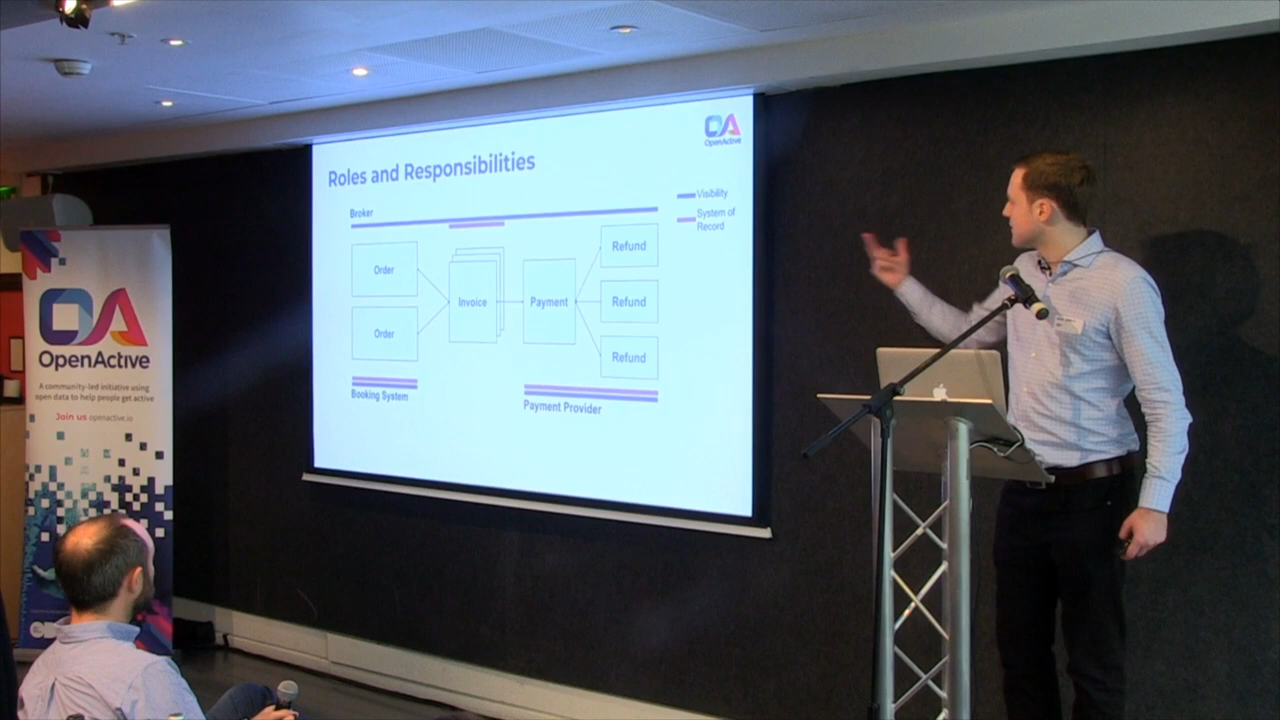 OpenActive
Roles and Responsibilities
Visibility
System of
Record
Broker
Order
Order
Invoice
Payment
Refund
Refund
Refund
Booking System
Payment Provider
OA
OpenActive
A community-led initiative using
open data to help people get active
Join us openactive.io